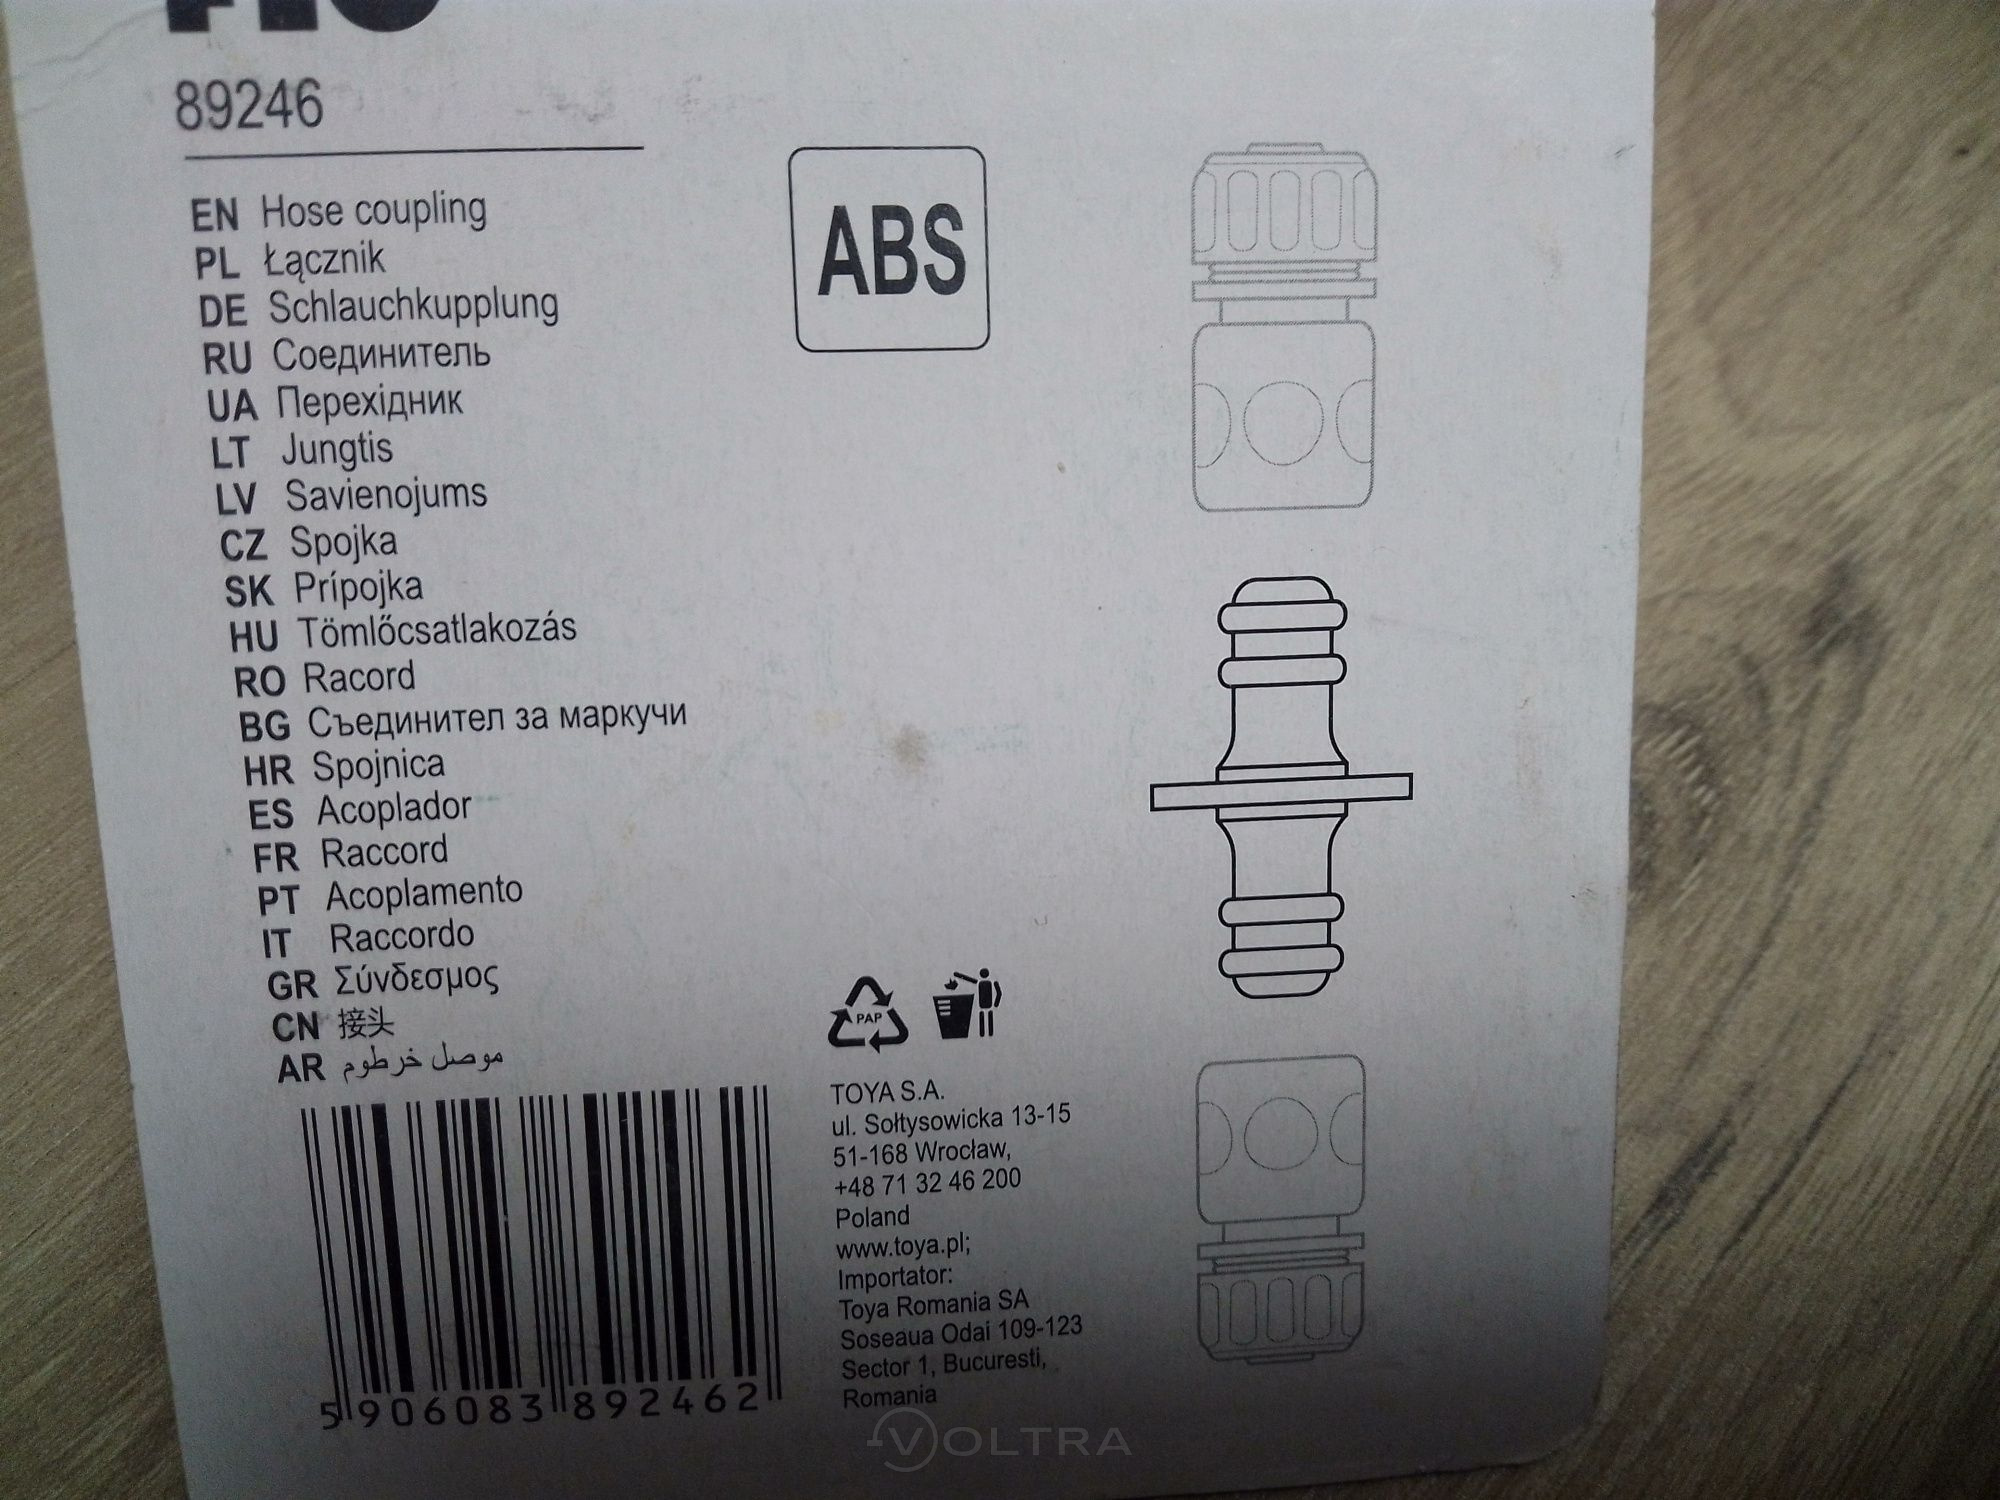 FLO
89246
EN Hose coupling
PL Łącznik
DE Schlauchkupplung
RU Соединитель
UA Перехідник
LT Jungtis
LV Savienojums
CZ Spojka
SK Prípojka
HU Tömlőcsatlakozás
RO Racord
BG Съединител за маркучи
HR Spojnica
ES Acoplador
FR Raccord
PT Acoplamento
IT Raccordo
GR Σύνδεσμος
CN 接头
AR موصل خرطوم
5 906083 892462
ABS
PAP
TOYA S.A.
ul. Sołtysowicka 13-15
51-168 Wrocław,
+48 71 32 46 200
Poland
www.toya.pl;
Importator:
Toya Romania SA
Soseaua Odai 109-123
Sector 1, Bucuresti,
Romania
VOLTRA